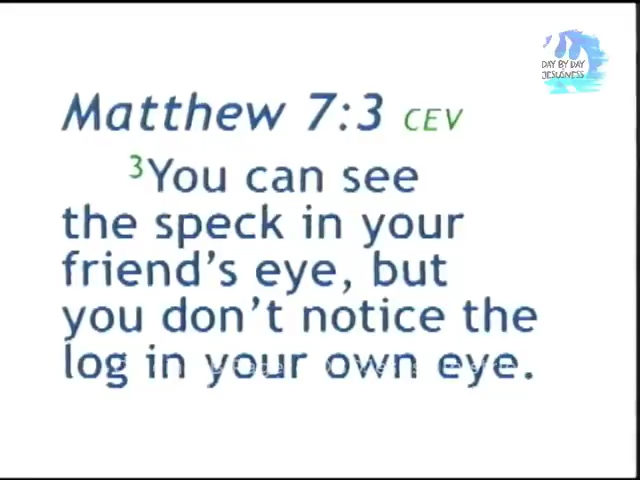 DAY BY DAY
JESUSNESS
Matthew 7:3 CEV
3You can see
the speck in your
friend's eye, but
you don't notice the
log in your own eye.